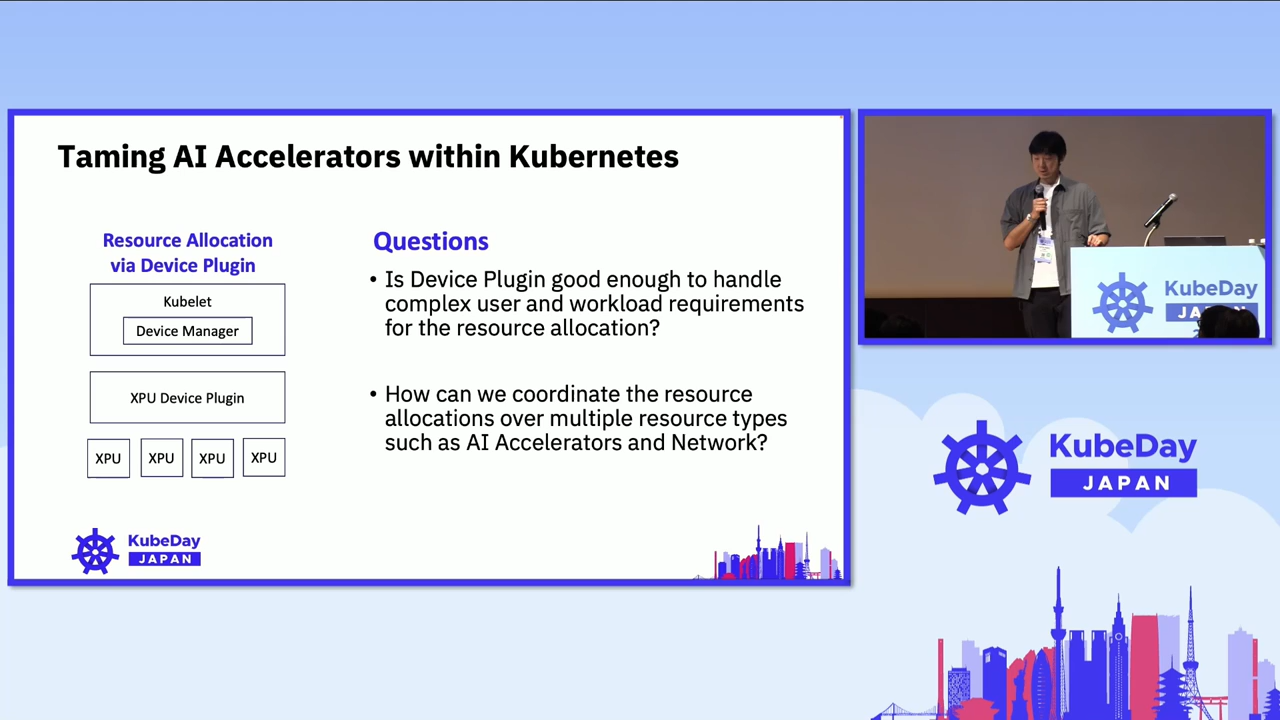 Taming AI Accelerators within Kubernetes
Resource Allocation
via Device Plugin
Kubelet
Device Manager
XPU Device Plugin
XPU
XPU
XPU
XPU
Questions
• Is Device Plugin good enough to handle
complex user and workload requirements
for the resource allocation?
• How can we coordinate the resource
allocations over multiple resource types
such as AI Accelerators and Network?
KubeDay
JAPAN
KubeDay
KubeDay
JAPAN